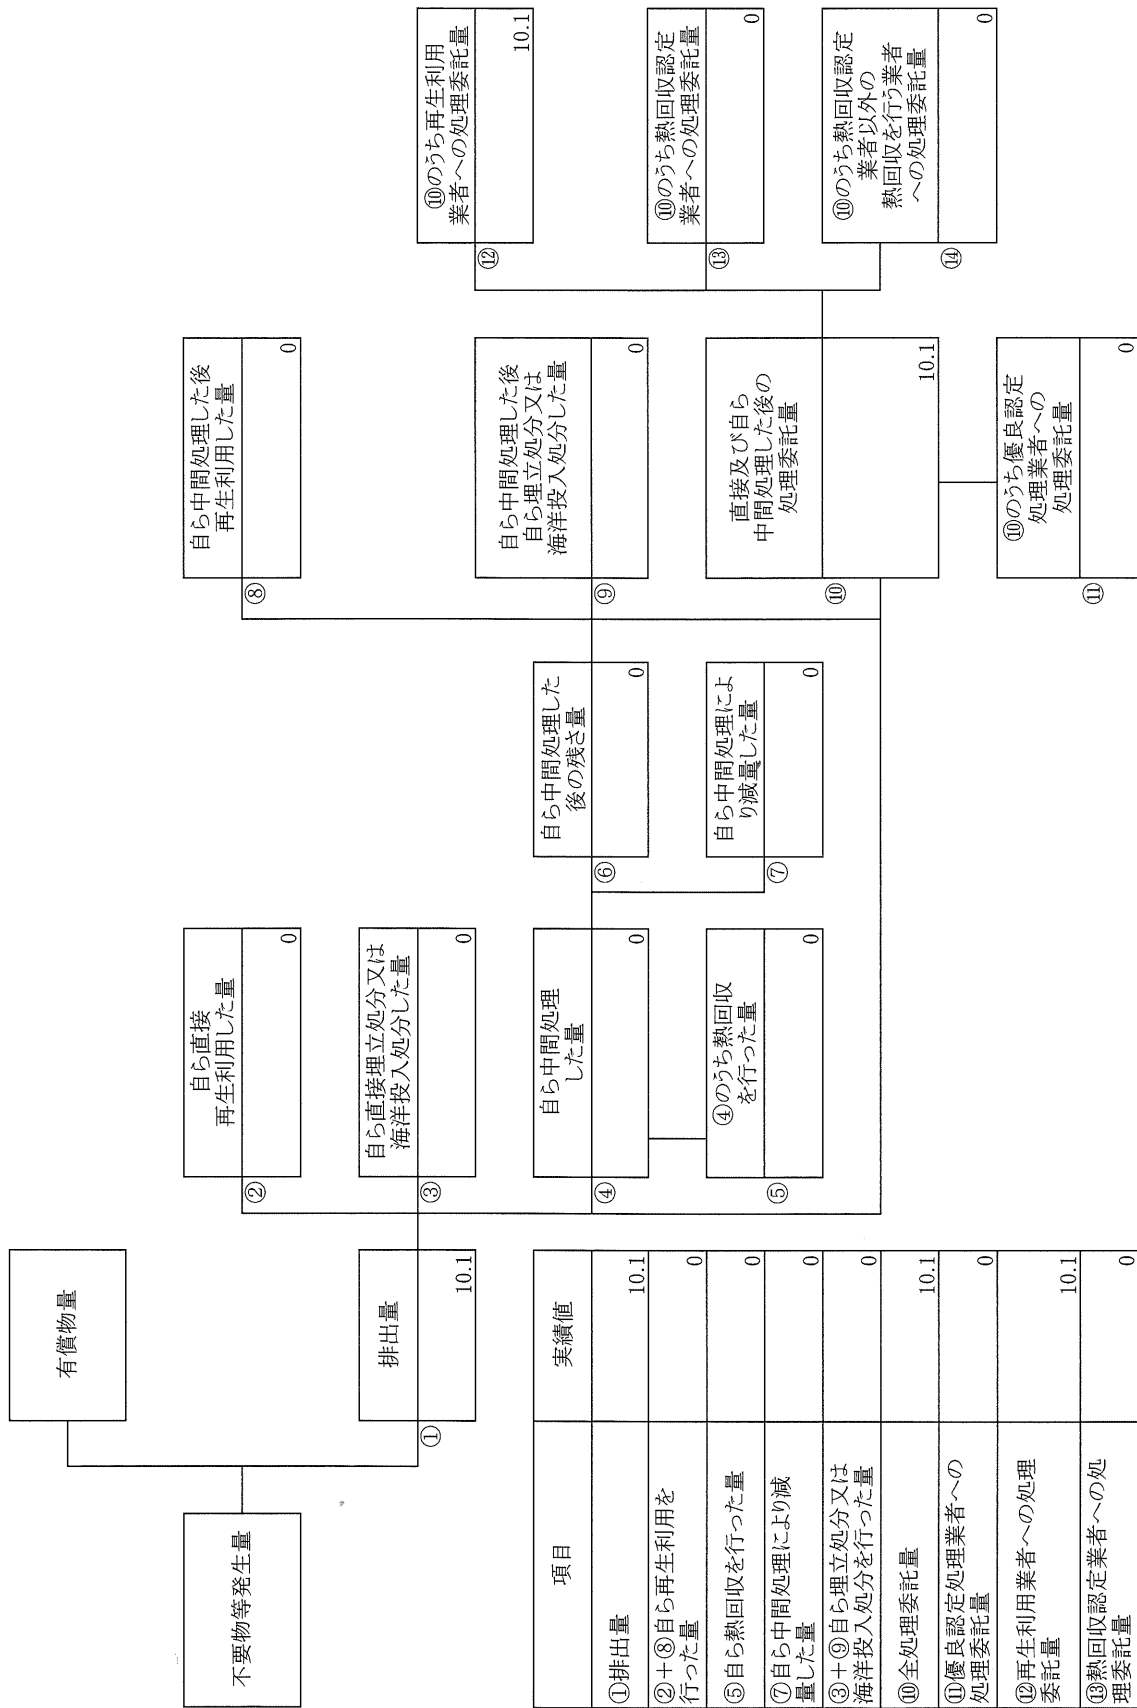 不要物等発生量
有償物量
排出量
①
10.1
自ら直接
再生利用した量
②
0
自ら直接埋立処分又は
海洋投入処分した量
③
0
自ら中間処理
した量
④
0
④のうち熱回収
を行った量
⑤
0
自ら中間処理した
後の残さ量
⑥
0
自ら中間処理によ
り減量した量
⑦
0
自ら中間処理した後
再生利用した量
⑧
0
自ら中間処理した後
自ら埋立処分又は
海洋投入処分した量
⑨
0
直接及び自ら
中間処理した後の
処理委託量
⑩
10.1
⑩のうち優良認定
処理業者への
処理委託量
⑪
0
⑩のうち再生利用
業者への処理委託量
⑫
10.1
⑩のうち熱回収認定
業者への処理委託量
⑬
0
⑩のうち熱回収認定
業者以外の
熱回収を行う業者
への処理委託量
⑭
0
項目 実績値
①排出量 10.1
②+⑧自ら再生利用を
行った量 0
⑤自ら熱回収を行った量 0
⑦自ら中間処理により減
量した量 0
③+⑨自ら埋立処分又は
海洋投入処分を行った量 0
⑩全処理委託量 10.1
⑪優良認定処理業者への
処理委託量 0
⑫再生利用業者への処理
委託量 10.1
⑬熱回収認定業者への処
理委託量 0